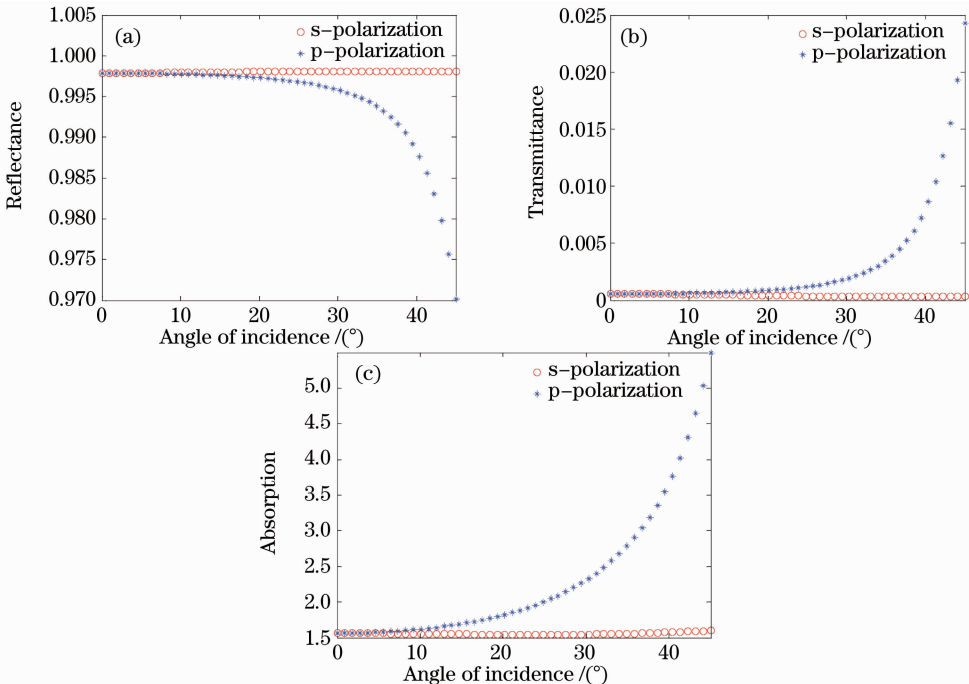 (a)
s-polarization
p-polarization
1.005
1.000
0.995
0.990
0.985
0.980
0.975
0.970
Reflectance
0
10
20
30
40
Angle of incidence /(°)
(b)
s-polarization
p-polarization
0.025
0.020
0.015
0.010
0.005
0
Transmittance
0
10
20
30
40
Angle of incidence /(°)
(c)
s-polarization
p-polarization
5.0
4.5
4.0
3.5
3.0
2.5
2.0
1.5
Absorption
0
10
20
30
40
Angle of incidence /(°)